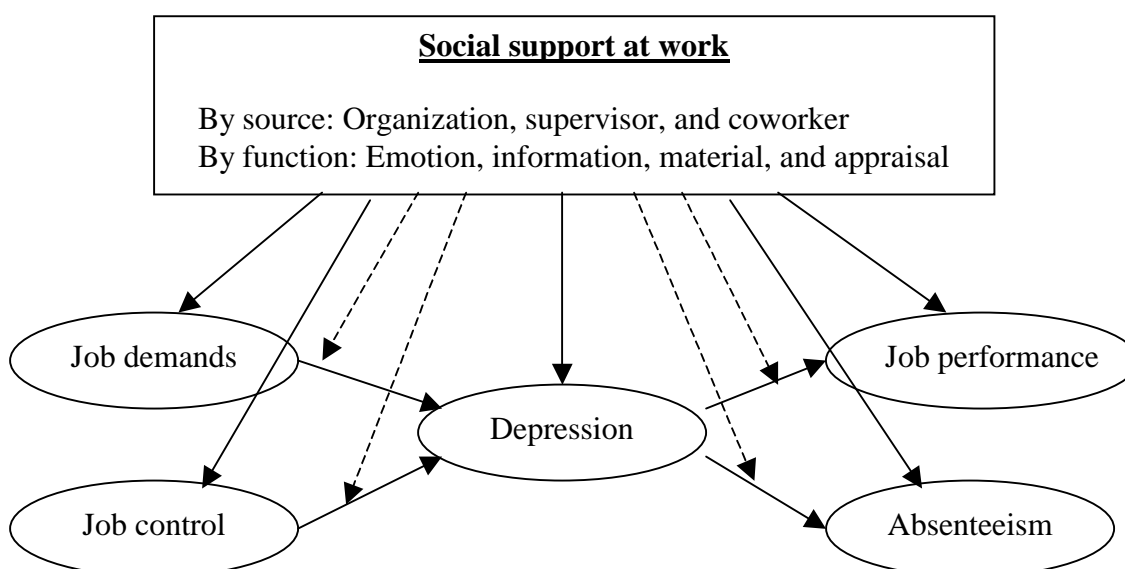 Social support at work
By source: Organization, supervisor, and coworker
By function: Emotion, information, material, and appraisal
Job demands
Job performance
Depression
Job control
Absenteeism